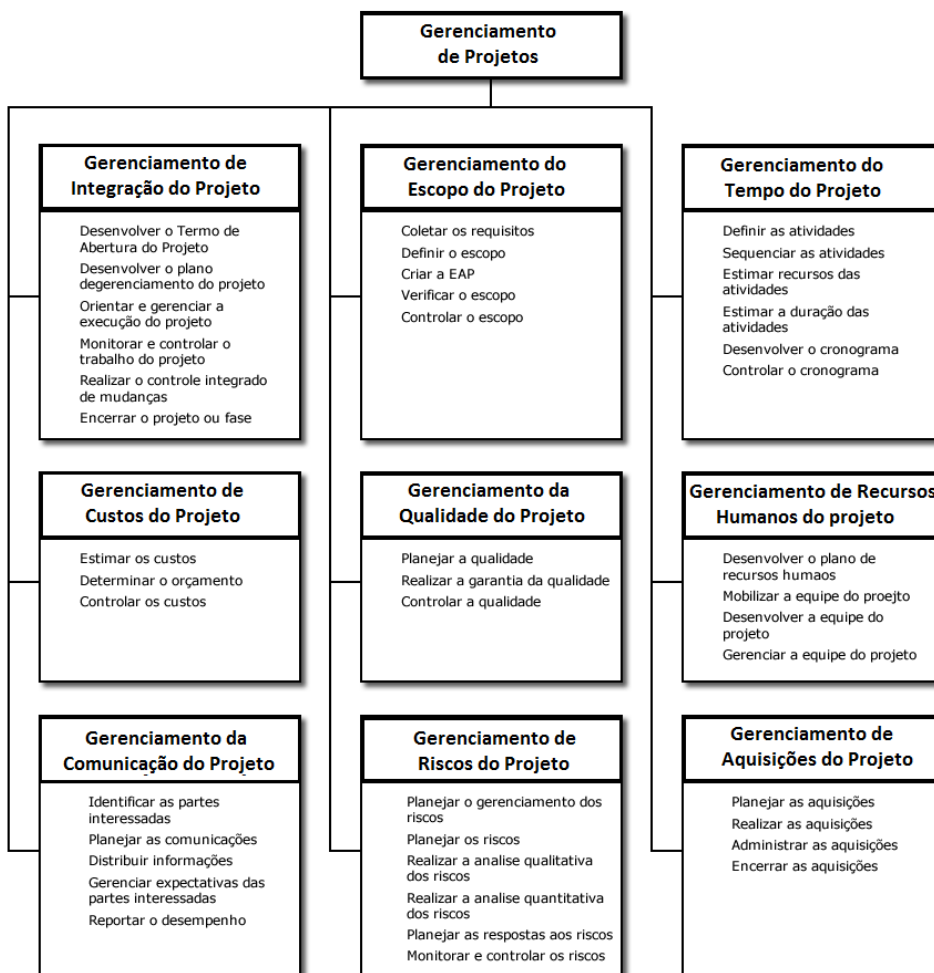 Gerenciamento
de Projetos
Gerenciamento de
Integração do Projeto
Desenvolver o Termo de
Abertura do Projeto
Desenvolver o plano
degerenciamento do projeto
Orientar e gerenciar a
execução do projeto
Monitorar e controlar o
trabalho do projeto
Realizar o controle integrado
de mudanças
Encerrar o projeto ou fase
Gerenciamento do
Escopo do Projeto
Coletar os requisitos
Definir o escopo
Criar a EAP
Verificar o escopo
Controlar o escopo
Gerenciamento do
Tempo do Projeto
Definir as atividades
Sequenciar as atividades
Estimar recursos das
atividades
Estimar a duração das
atividades
Desenvolver o cronograma
Controlar o cronograma
Gerenciamento de
Custos do Projeto
Estimar os custos
Determinar o orçamento
Controlar os custos
Gerenciamento da
Qualidade do Projeto
Planejar a qualidade
Realizar a garantia da qualidade
Controlar a qualidade
Gerenciamento de Recursos
Humanos do projeto
Desenvolver o plano de
recursos humaos
Mobilizar a equipe do proejto
Desenvolver a equipe do
projeto
Gerenciar a equipe do projeto
Gerenciamento da
Comunicação do Projeto
Identificar as partes
interessadas
Planejar as comunicações
Distribuir informações
Gerenciar expectativas das
partes interessadas
Reportar o desempenho
Gerenciamento de
Riscos do Projeto
Planejar o gerenciamento dos
riscos
Planejar os riscos
Realizar a analise qualitativa
dos riscos
Realizar a analise quantitativa
dos riscos
Planejar as respostas aos riscos
Monitorar e controlar os riscos
Gerenciamento de
Aquisições do Projeto
Planejar as aquisições
Realizar as aquisições
Administrar as aquisições
Encerrar as aquisições